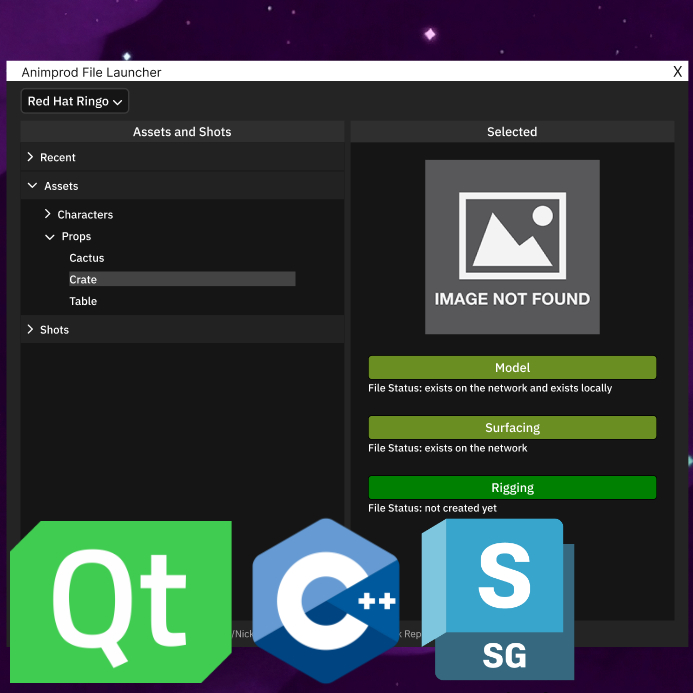 Animprod File Launcher X
Red Hat Ringo
Assets and Shots
Recent
Assets
Characters
Props
Cactus
Crate
Table
Shots
Selected
IMAGE NOT FOUND
Model
File Status: exists on the network and exists locally
Surfacing
File Status: exists on the network
Rigging
File Status: not created yet
/Nick
Rep
Qt
C++
S
SG